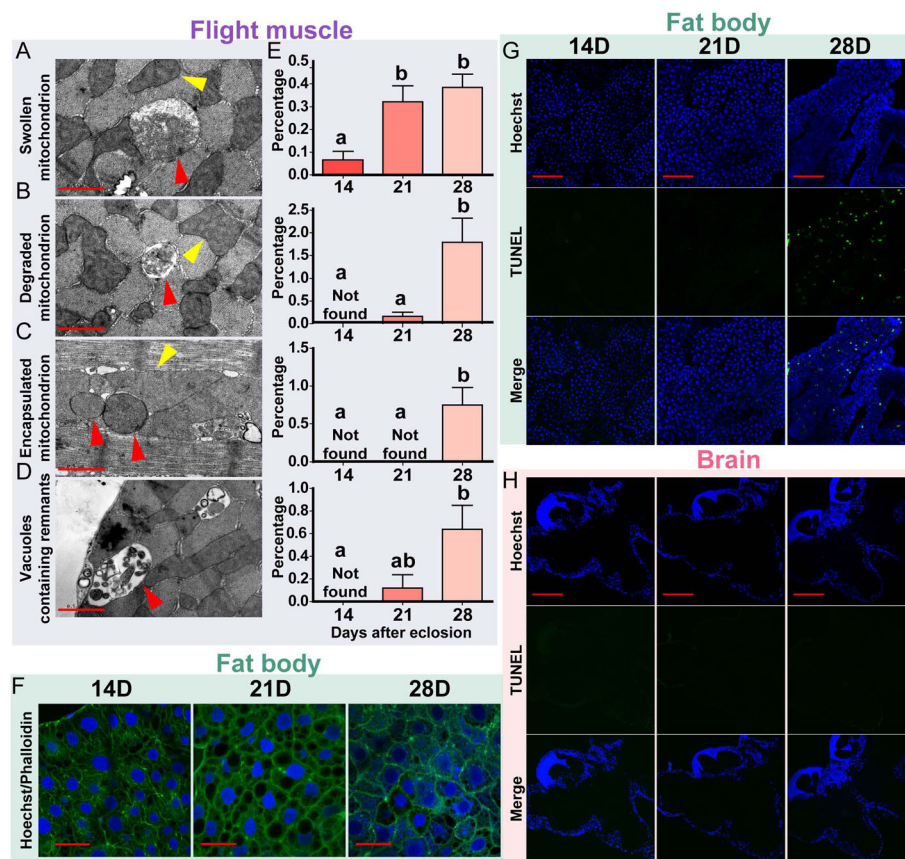 Flight muscle
A
Swollen
mitochondrion
B
Degraded
mitochondrion
C
Encapsulated
mitochondrion
D
Vacuoles
containing remnants
E
Percentage
0.5
0.4
0.3
0.2
0.1
0.0
a
b
b
14
21
28
Percentage
2.5
2.0
1.5
1.0
0.5
0.0
a
Not
found
a
b
14
21
28
Percentage
1.5
1.0
0.5
0.0
a
Not
found
a
Not
found
b
14
21
28
Percentage
1.0
0.8
0.6
0.4
0.2
0.0
a
Not
found
ab
b
14
21
28
Days after eclosion
Fat body
F
14D
21D
28D
Hoechst/Phalloidin
Fat body
G
14D
21D
28D
Hoechst
TUNEL
Merge
Brain
H
Hoechst
TUNEL
Merge